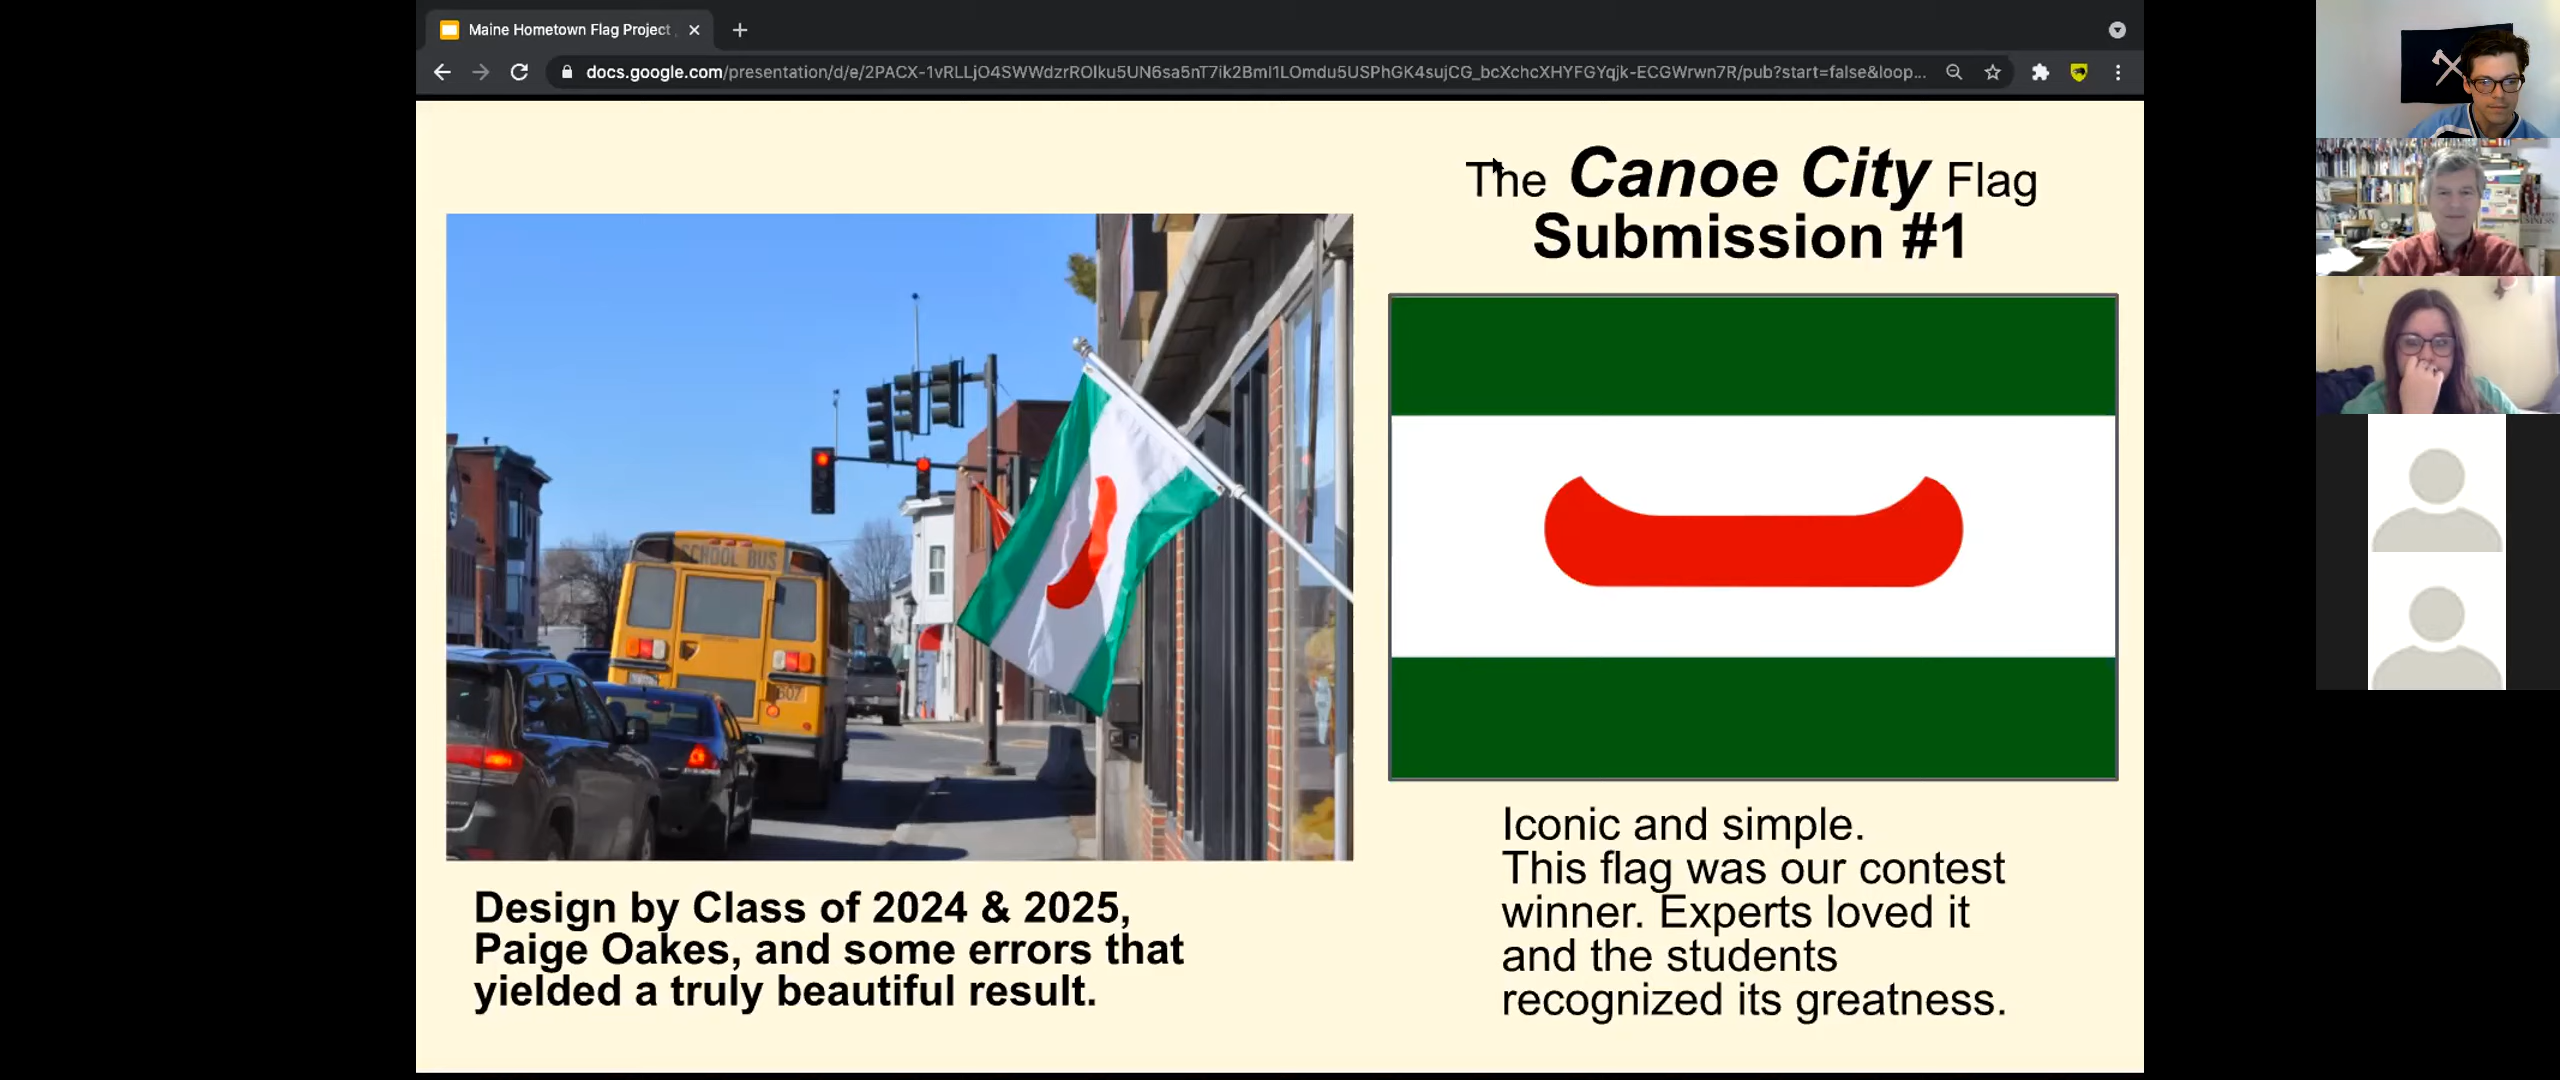 Maine Hometown Flag Project
docs.google.com/presentation/d/e/2PACX-1vRLLjO4SWWdzrROlku5UN6sa5nT7ik2BmI1LOmdu5USPhGK4sujCG_bcXchcXHYFGYqjk-ECGWrwn7R/pub?start=false&loop...
The Canoe City Flag
Submission #1
SCHOOL BUS
607
Design by Class of 2024 & 2025,
Paige Oakes, and some errors that
yielded a truly beautiful result.
Iconic and simple.
This flag was our contest
winner. Experts loved it
and the students
recognized its greatness.